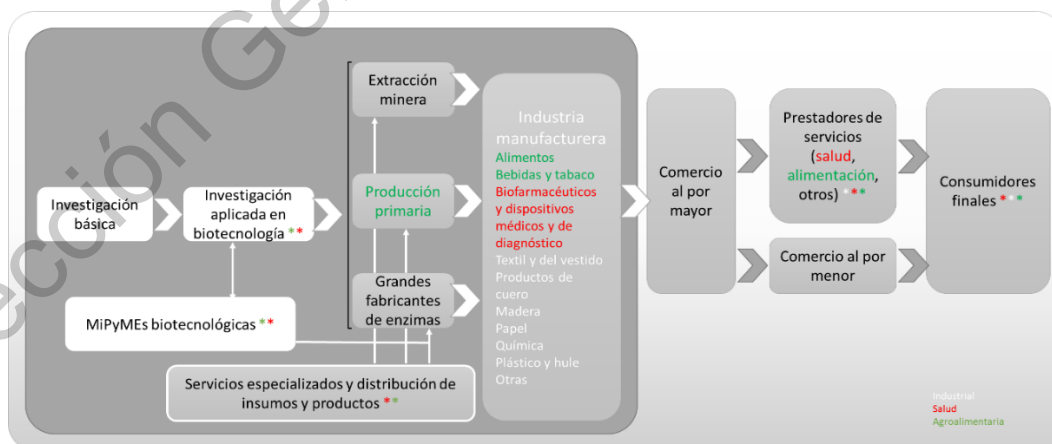 Investigación
básica
Investigación
aplicada en
biotecnología **
MiPyMEs biotecnológicas **
Extracción
minera
Producción
primaria
Grandes
fabricantes
de enzimas
Servicios especializados y distribución de
insumos y productos **
Industria
manufacturera
Alimentos
Bebidas y tabaco
Biofarmacéuticos
y dispositivos
médicos y de
diagnóstico
Textil y del vestido
Productos de
cuero
Madera
Papel
Química
Plástico y hule
Otras
Comercio
al por
mayor
Prestadores de
servicios
(salud,
alimentación,
otros) ***
Comercio al por
menor
Consumidores
finales ***
Industrial
Salud
Agroalimentaria